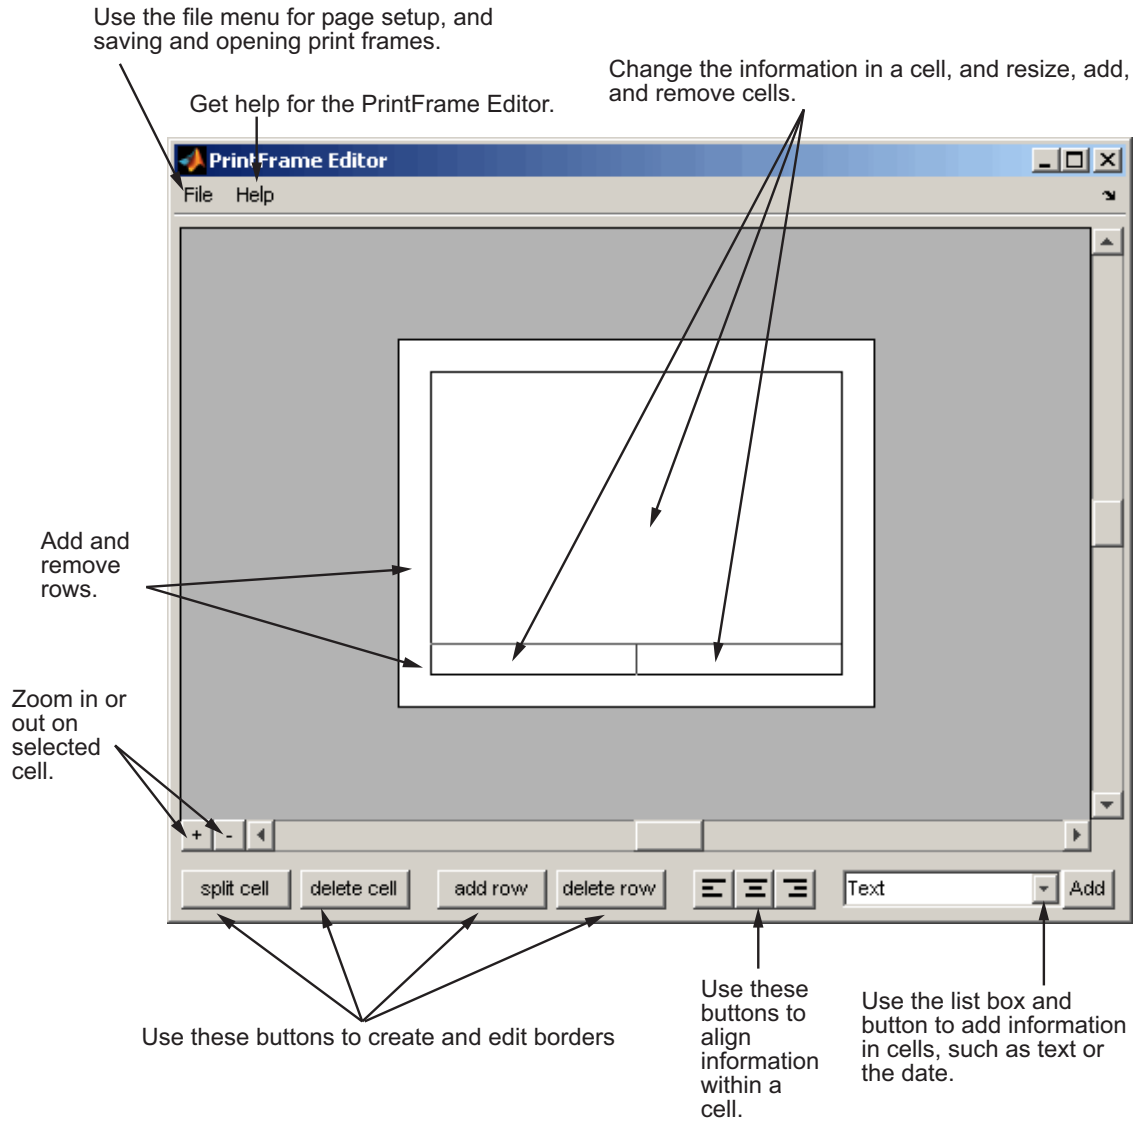 Use the file menu for page setup, and
saving and opening print frames.
Change the information in a cell, and resize, add,
and remove cells.
Get help for the PrintFrame Editor.
PrintFrame Editor
File Help
Add and
remove
rows.
Zoom in or
out on
selected
cell.
+ -
split cell delete cell add row delete row Text Add
Use these buttons to create and edit borders
Use these
buttons to
align
information
within a
cell.
Use the list box and
button to add information
in cells, such as text or
the date.